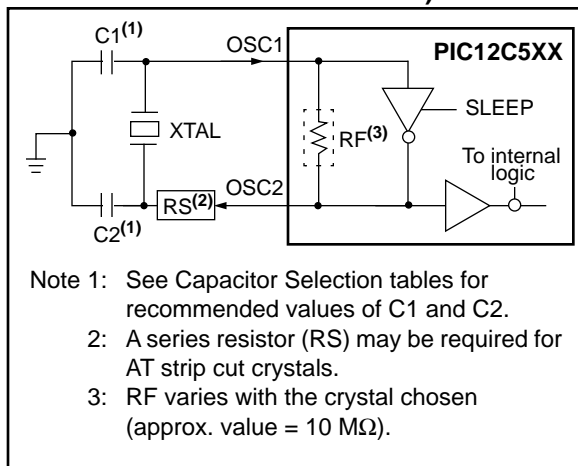 C1(1)
OSC1
PIC12C5XX
SLEEP
XTAL
RF(3)
To internal
logic
OSC2
RS(2)
C2(1)
Note 1: See Capacitor Selection tables for
recommended values of C1 and C2.
2: A series resistor (RS) may be required for
AT strip cut crystals.
3: RF varies with the crystal chosen
(approx. value = 10 MΩ).